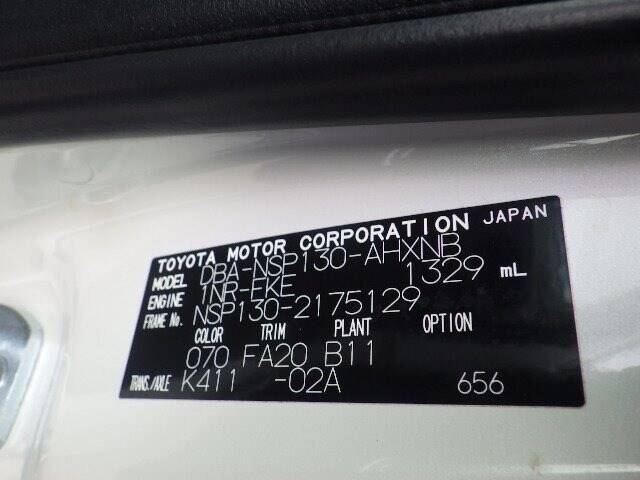 TOYOTA MOTOR CORPORATION JAPAN
MODEL DBA-NSP130-AHXNB
ENGINE 1NR-FKE 1329 mL
FRAME No. NSP130-2175129
COLOR TRIM PLANT OPTION
070 FA20 B11
TRANS./AXLE K411 -02A 656